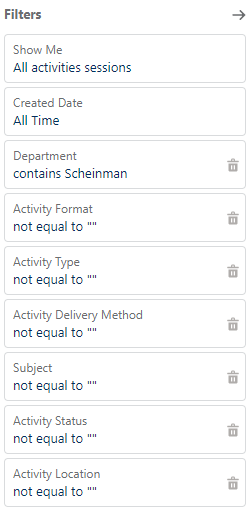 Filters
Show Me
All activities sessions
Created Date
All Time
Department
contains Scheinman
Activity Format
not equal to ""
Activity Type
not equal to ""
Activity Delivery Method
not equal to ""
Subject
not equal to ""
Activity Status
not equal to ""
Activity Location
not equal to ""